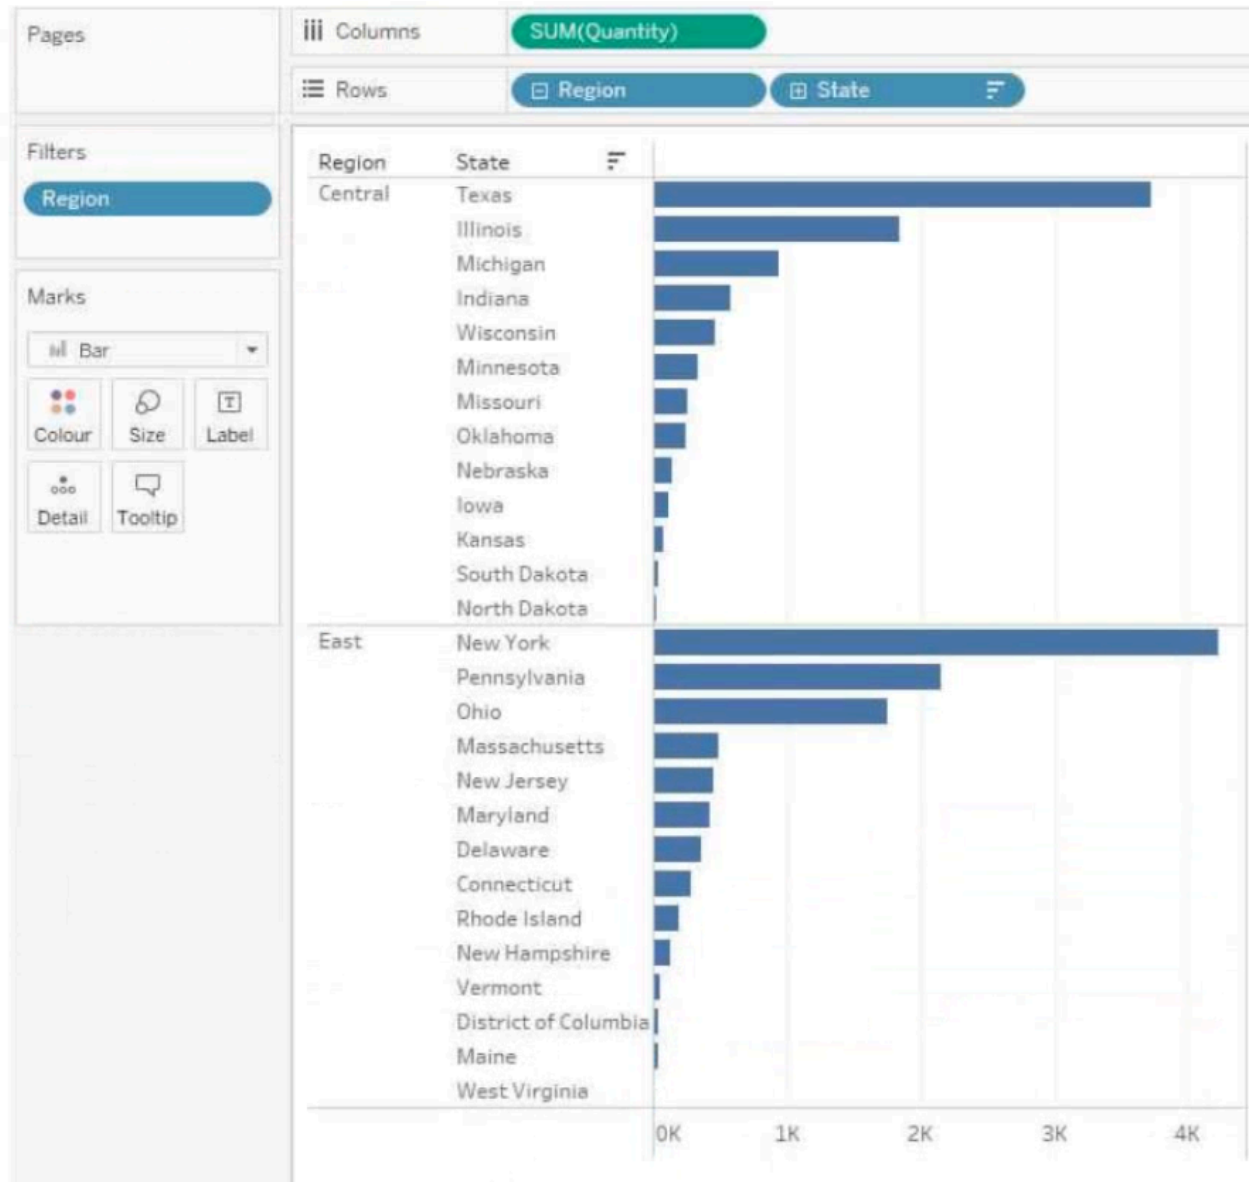 Pages
Columns SUM(Quantity)
Rows Region State
Filters
Region
Marks
Bar
Colour Size Label
Detail Tooltip
Region State
Central Texas
Illinois
Michigan
Indiana
Wisconsin
Minnesota
Missouri
Oklahoma
Nebraska
Iowa
Kansas
South Dakota
North Dakota
East New York
Pennsylvania
Ohio
Massachusetts
New Jersey
Maryland
Delaware
Connecticut
Rhode Island
New Hampshire
Vermont
District of Columbia
Maine
West Virginia
0K 1K 2K 3K 4K